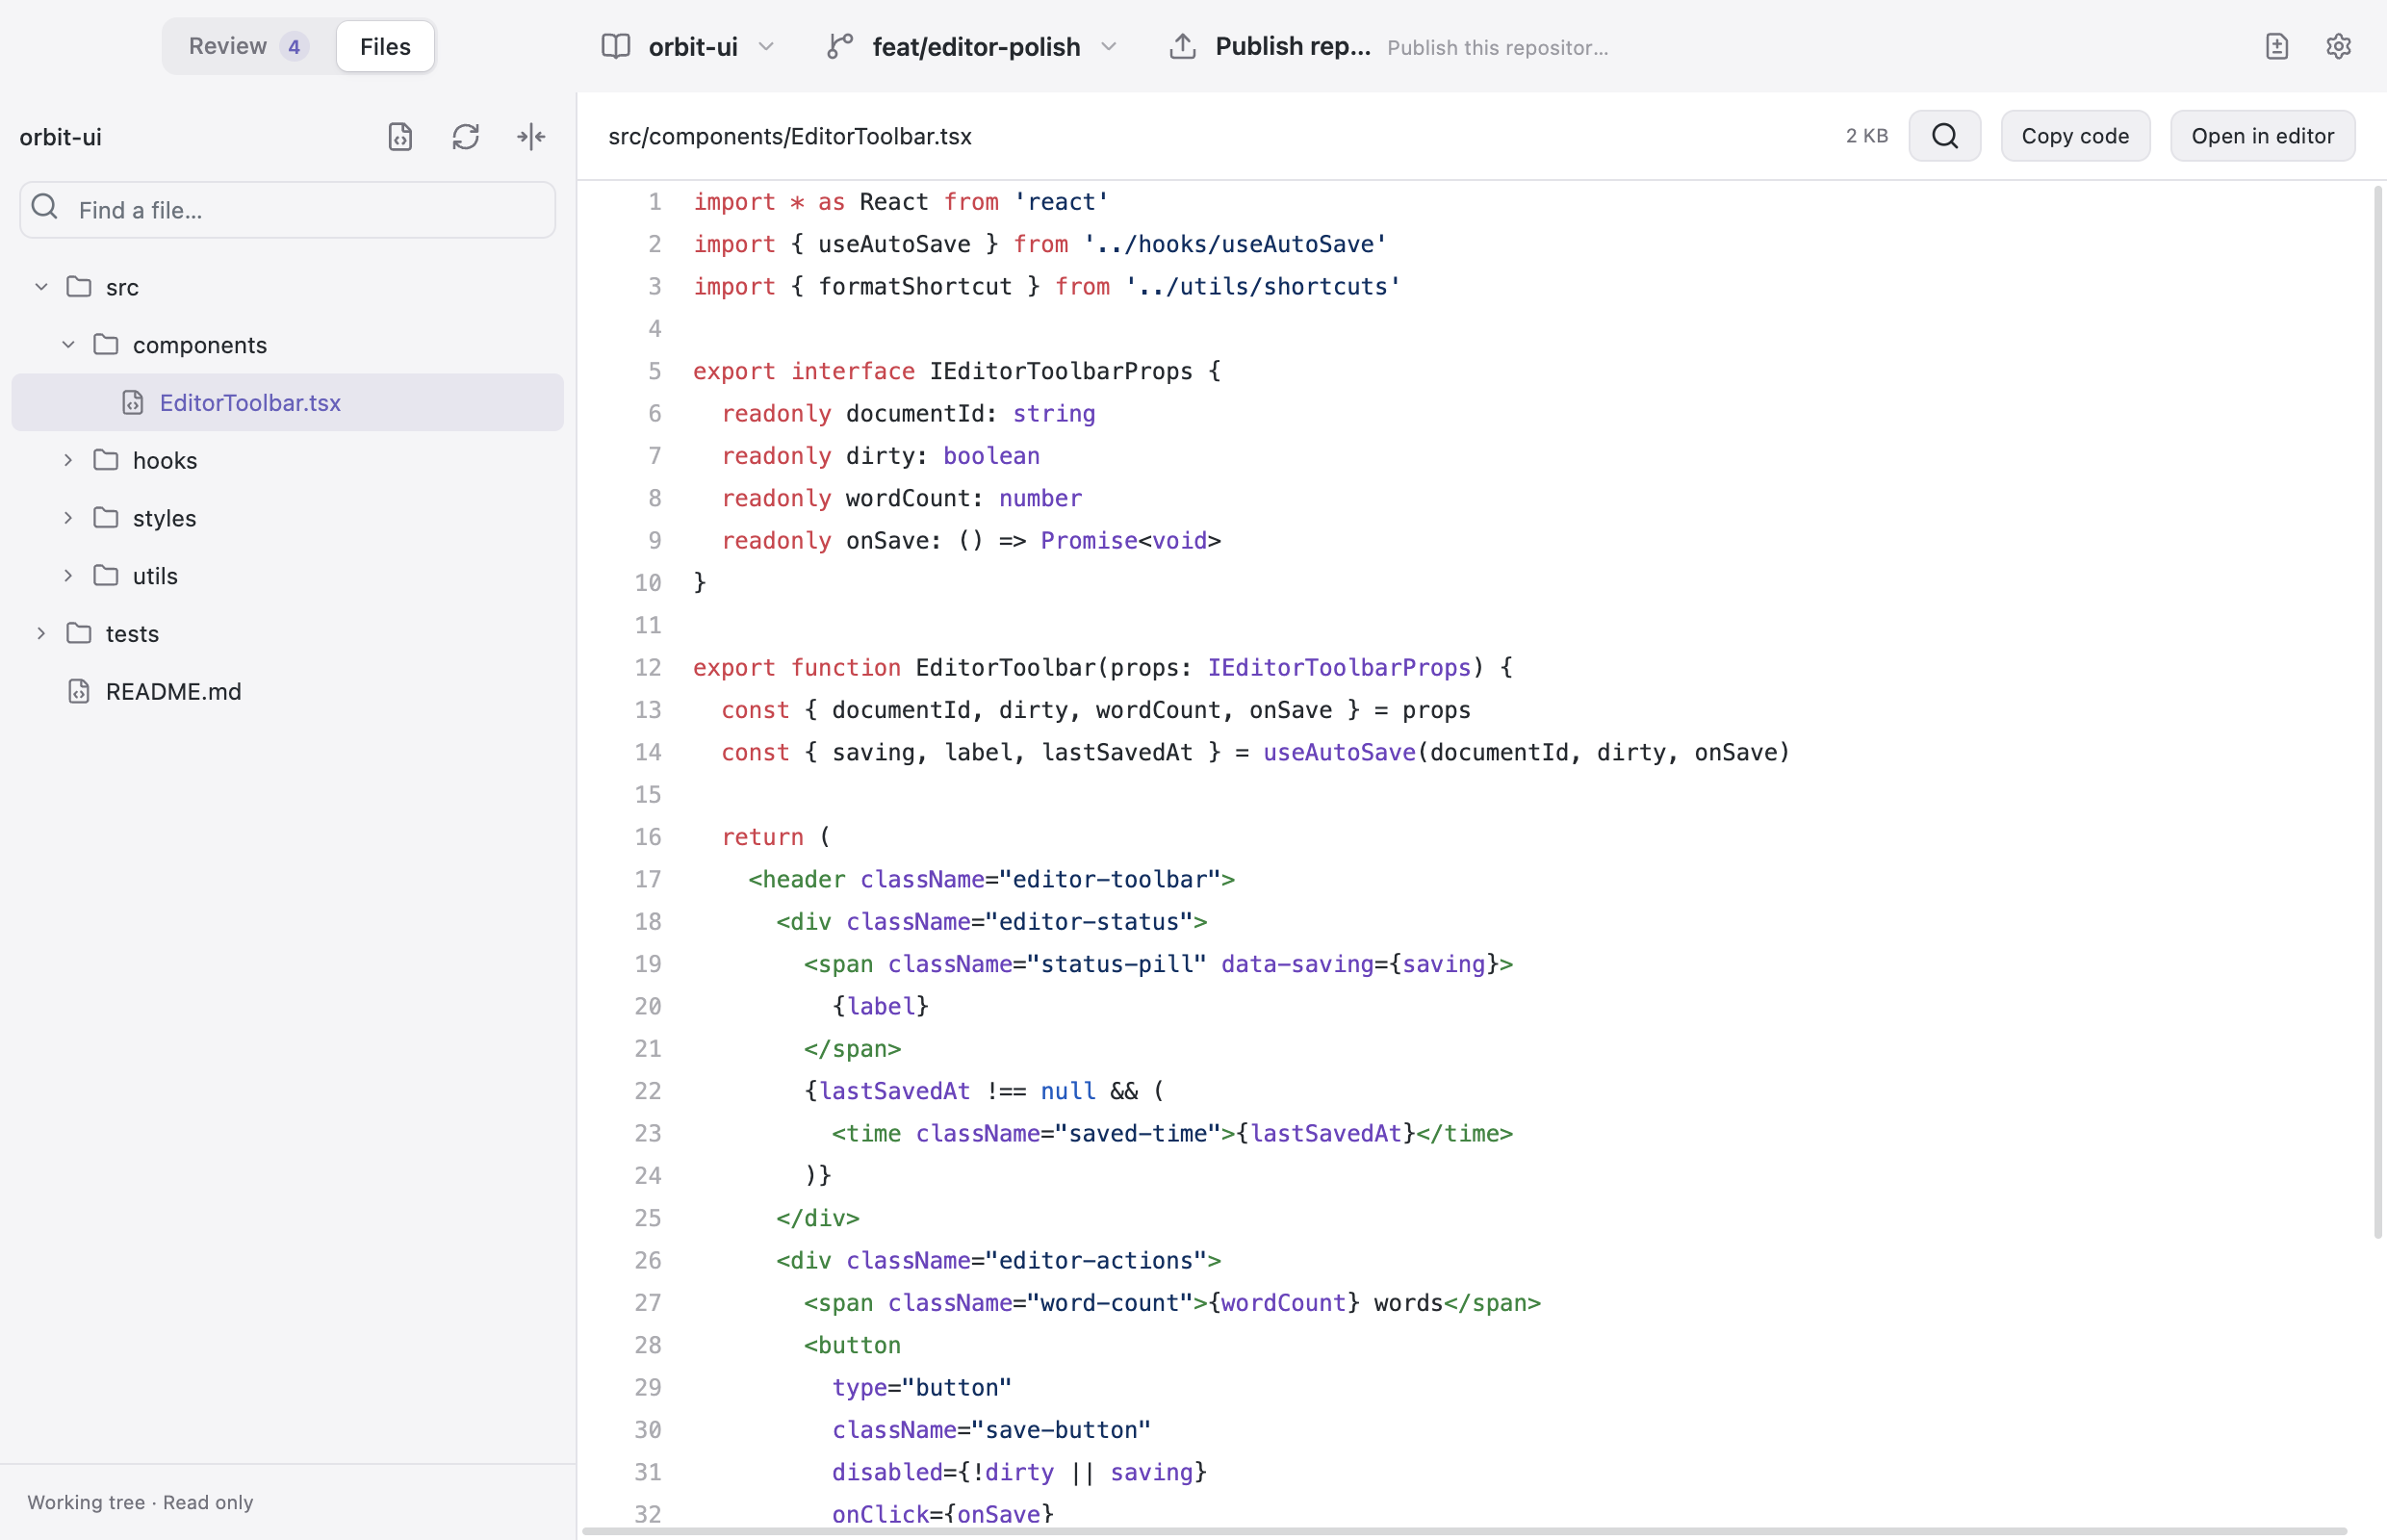 Review 4 Files
orbit-ui feat/editor-polish Publish rep... Publish this repositor...
orbit-ui
Find a file...
src
components
EditorToolbar.tsx
hooks
styles
utils
tests
README.md
Working tree · Read only
src/components/EditorToolbar.tsx 2 KB Copy code Open in editor
1 import * as React from 'react'
2 import { useAutoSave } from '../hooks/useAutoSave'
3 import { formatShortcut } from '../utils/shortcuts'
4
5 export interface IEditorToolbarProps {
6   readonly documentId: string
7   readonly dirty: boolean
8   readonly wordCount: number
9   readonly onSave: () => Promise<void>
10 }
11
12 export function EditorToolbar(props: IEditorToolbarProps) {
13   const { documentId, dirty, wordCount, onSave } = props
14   const { saving, label, lastSavedAt } = useAutoSave(documentId, dirty, onSave)
15
16   return (
17     <header className="editor-toolbar">
18       <div className="editor-status">
19         <span className="status-pill" data-saving={saving}>
20           {label}
21         </span>
22         {lastSavedAt !== null && (
23           <time className="saved-time">{lastSavedAt}</time>
24         )}
25       </div>
26       <div className="editor-actions">
27         <span className="word-count">{wordCount} words</span>
28         <button
29           type="button"
30           className="save-button"
31           disabled={!dirty || saving}
32           onClick={onSave}